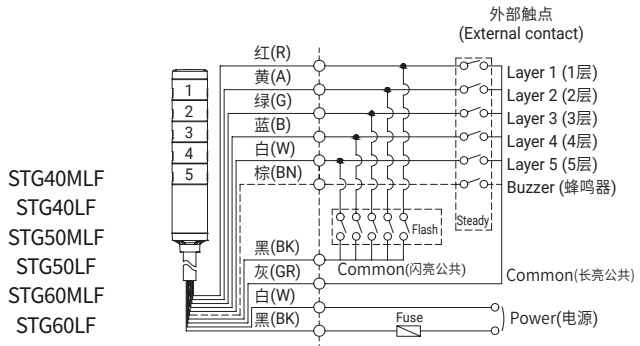 外部触点
(External contact)
红(R)
黄(A)
绿(G)
蓝(B)
白(W)
棕(BN)
Layer 1 (1层)
Layer 2 (2层)
Layer 3 (3层)
Layer 4 (4层)
Layer 5 (5层)
Buzzer (蜂鸣器)
1
2
3
4
5
STG40MLF
STG40LF
STG50MLF
STG50LF
STG60MLF
STG60LF
Flash
Steady
黑(BK)
灰(GR)
白(W)
黑(BK)
Common(闪亮公共)
Common(长亮公共)
Fuse
Power(电源)